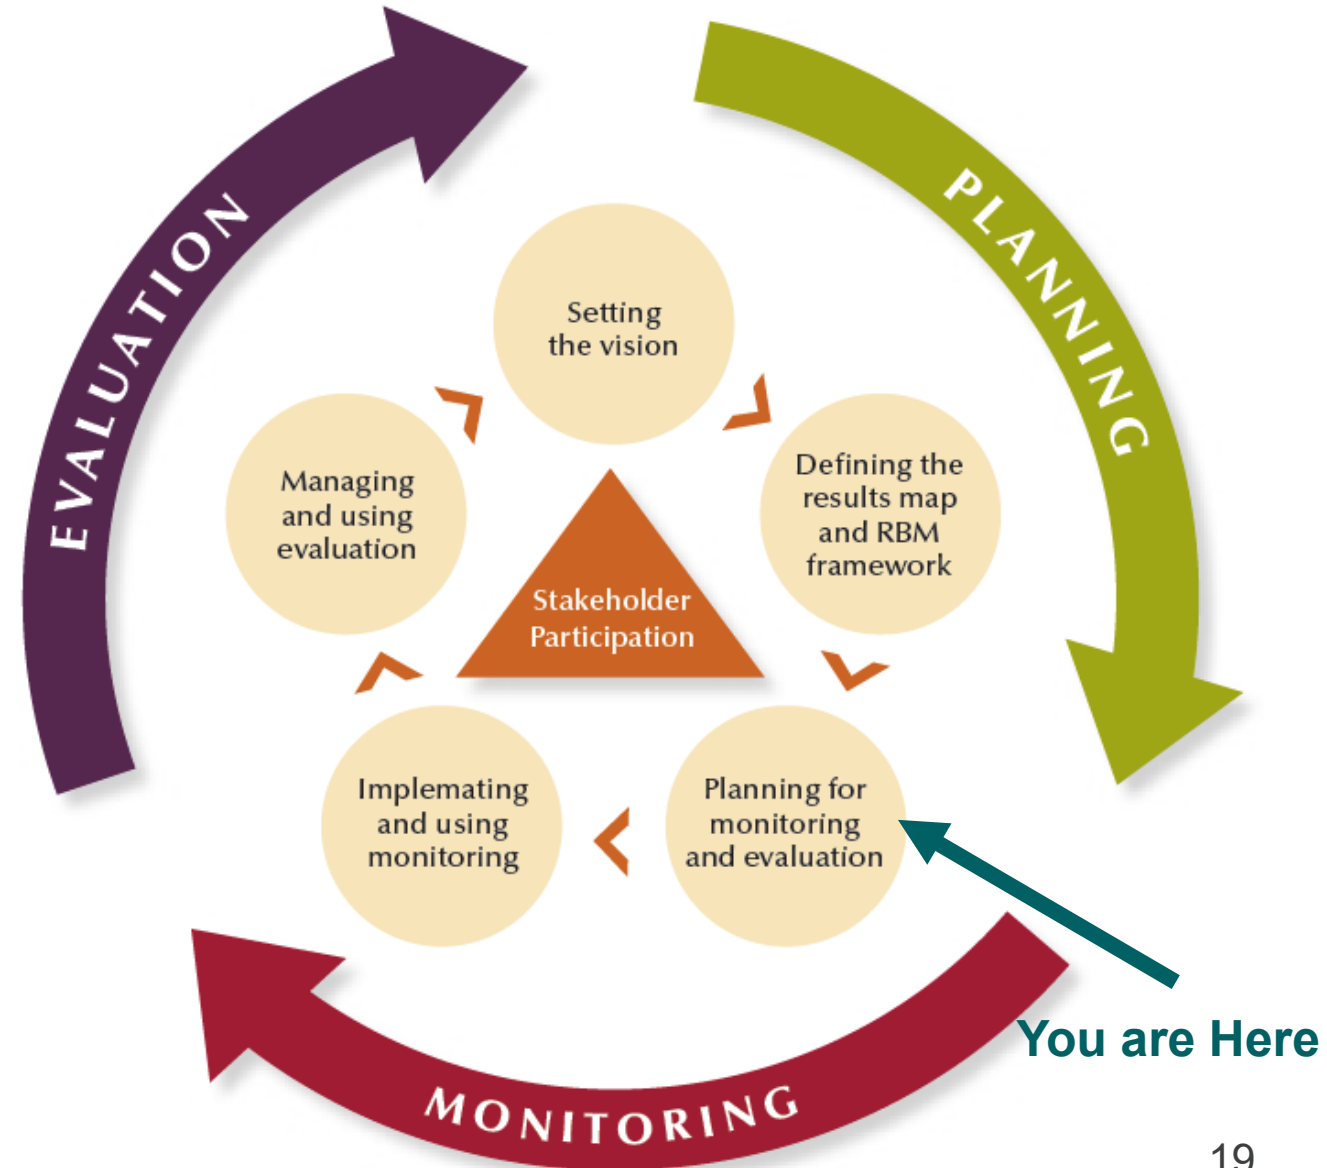 EVALUATION
PLANNING
Setting
the vision
Defining the
results map
and RBM
framework
Managing
and using
evaluation
Stakeholder
Participation
Planning for
monitoring
and evaluation
Implemating
and using
monitoring
You are Here
MONITORING
19